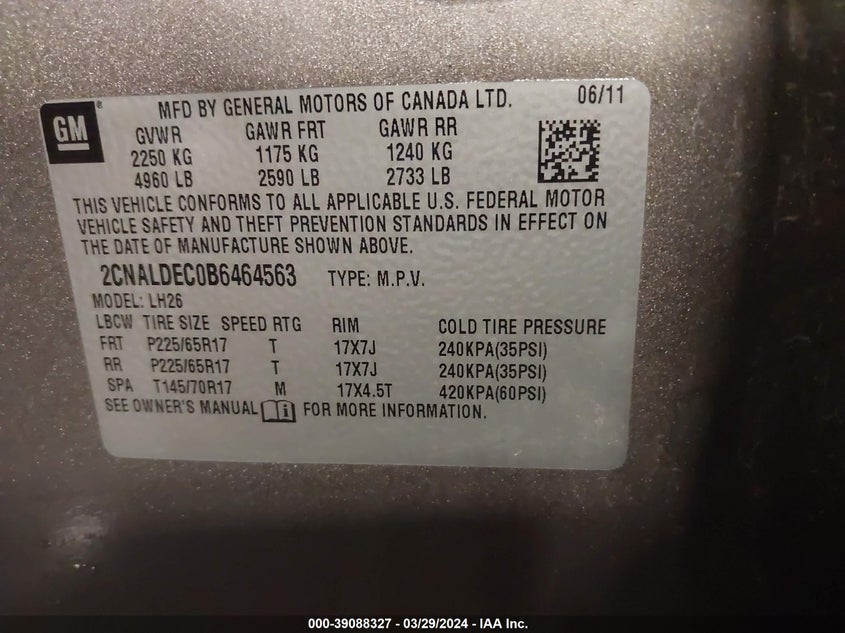 GM ® MFD BY GENERAL MOTORS OF CANADA LTD. 06/11
GVWR GAWR FRT GAWR RR
2250 KG 1175 KG 1240 KG
4960 LB 2590 LB 2733 LB
THIS VEHICLE CONFORMS TO ALL APPLICABLE U.S. FEDERAL MOTOR
VEHICLE SAFETY AND THEFT PREVENTION STANDARDS IN EFFECT ON
THE DATE OF MANUFACTURE SHOWN ABOVE.
2CNALDEC0B6464563 TYPE: M.P.V.
MODEL: LH26
LBCW TIRE SIZE SPEED RTG RIM COLD TIRE PRESSURE
FRT P225/65R17 T 17X7J 240KPA(35PSI)
RR P225/65R17 T 17X7J 240KPA(35PSI)
SPA T145/70R17 M 17X4.5T 420KPA(60PSI)
SEE OWNER'S MANUAL FOR MORE INFORMATION.
000-39088327 - 03/29/2024 - IAA Inc.